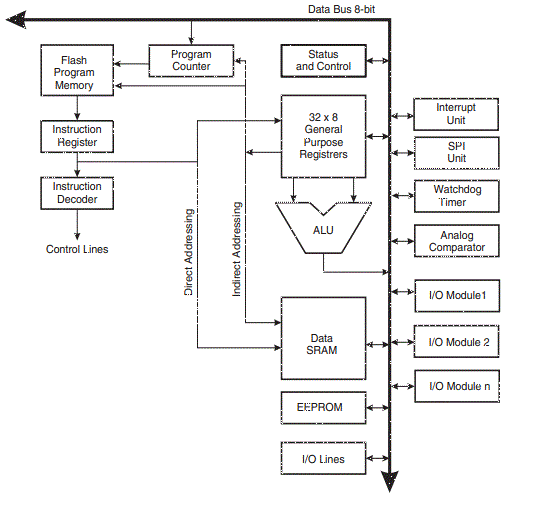 Data Bus 8-bit
Flash
Program
Memory
Program
Counter
Status
and Control
Instruction
Register
32 x 8
General
Purpose
Registrers
Interrupt
Unit
SPI
Unit
Instruction
Decoder
Watchdog
Timer
Control Lines
Direct Addressing
Indirect Addressing
ALU
Analog
Comparator
I/O Module1
Data
SRAM
I/O Module 2
I/O Module n
EEPROM
I/O Lines